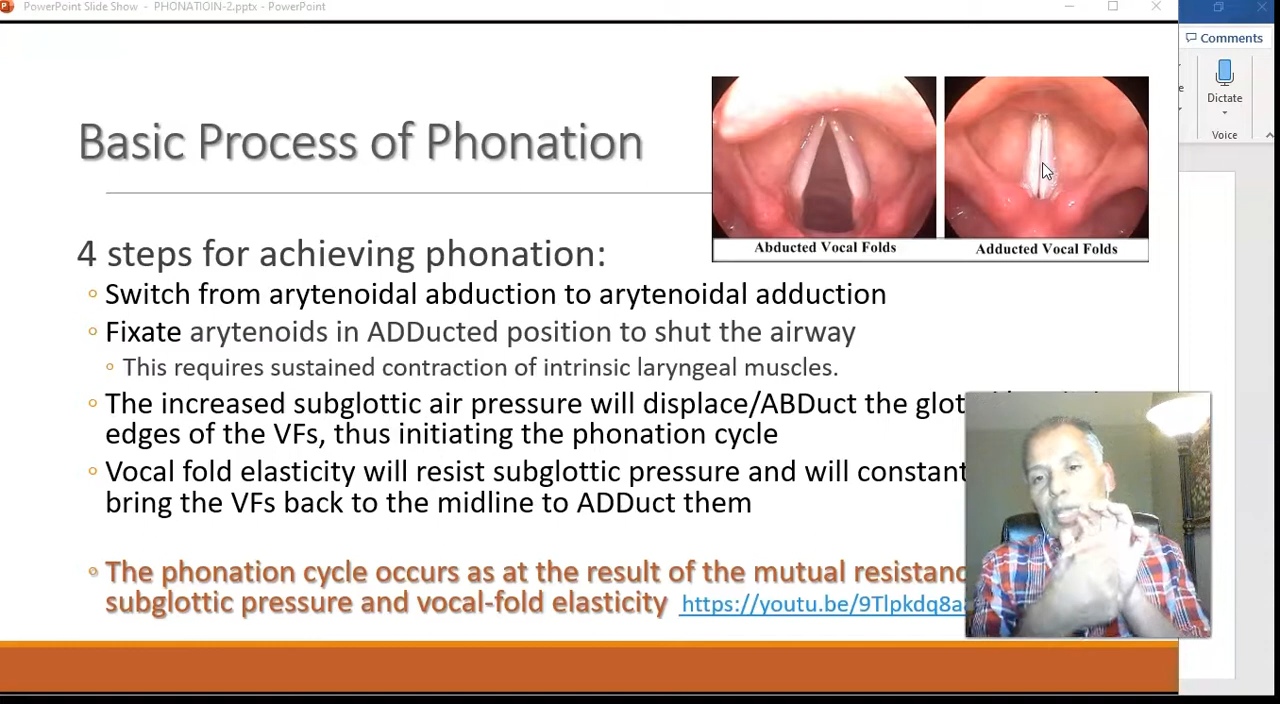 PowerPoint Slide Show - PHONATIOIN-2.pptx - PowerPoint
Comments
Dictate
Voice
Basic Process of Phonation
Abducted Vocal Folds
Adducted Vocal Folds
4 steps for achieving phonation:
Switch from arytenoidal abduction to arytenoidal adduction
Fixate arytenoids in ADDucted position to shut the airway
This requires sustained contraction of intrinsic laryngeal muscles.
The increased subglottic air pressure will displace/ABDuct the
edges of the VFs, thus initiating the phonation cycle
Vocal fold elasticity will resist subglottic pressure and will
bring the VFs back to the midline to ADDuct them
The phonation cycle occurs as at the result of the mutual
subglottic pressure and vocal-fold elasticity